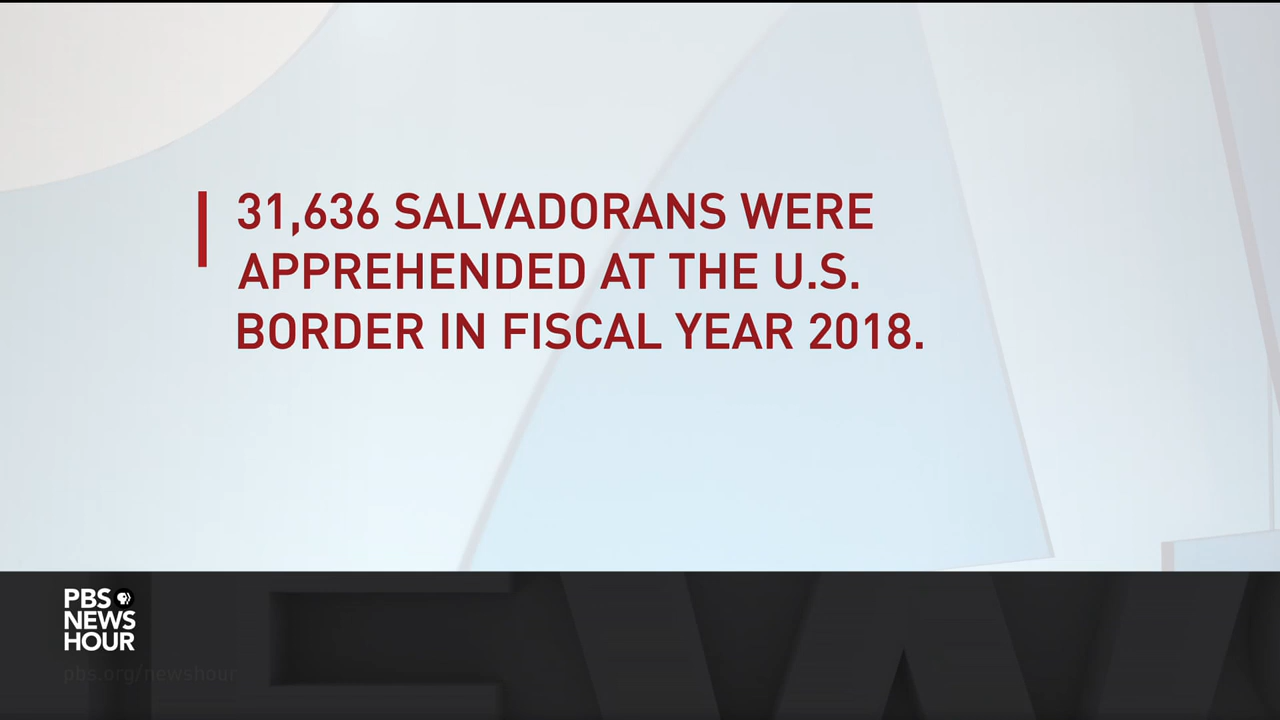 31,636 SALVADORANS WERE
APPREHENDED AT THE U.S.
BORDER IN FISCAL YEAR 2018.
PBS
NEWS
HOUR
pbs.org/newshour